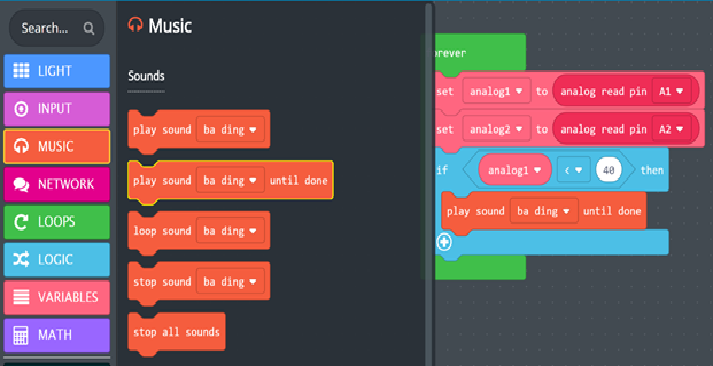 Search...
LIGHT
INPUT
MUSIC
NETWORK
LOOPS
LOGIC
VARIABLES
MATH
Music
Sounds
play sound ba ding
play sound ba ding until done
loop sound ba ding
stop sound ba ding
stop all sounds
orever
set analog1 to analog read pin A1
set analog2 to analog read pin A2
if analog1 < 40 then
play sound ba ding until done